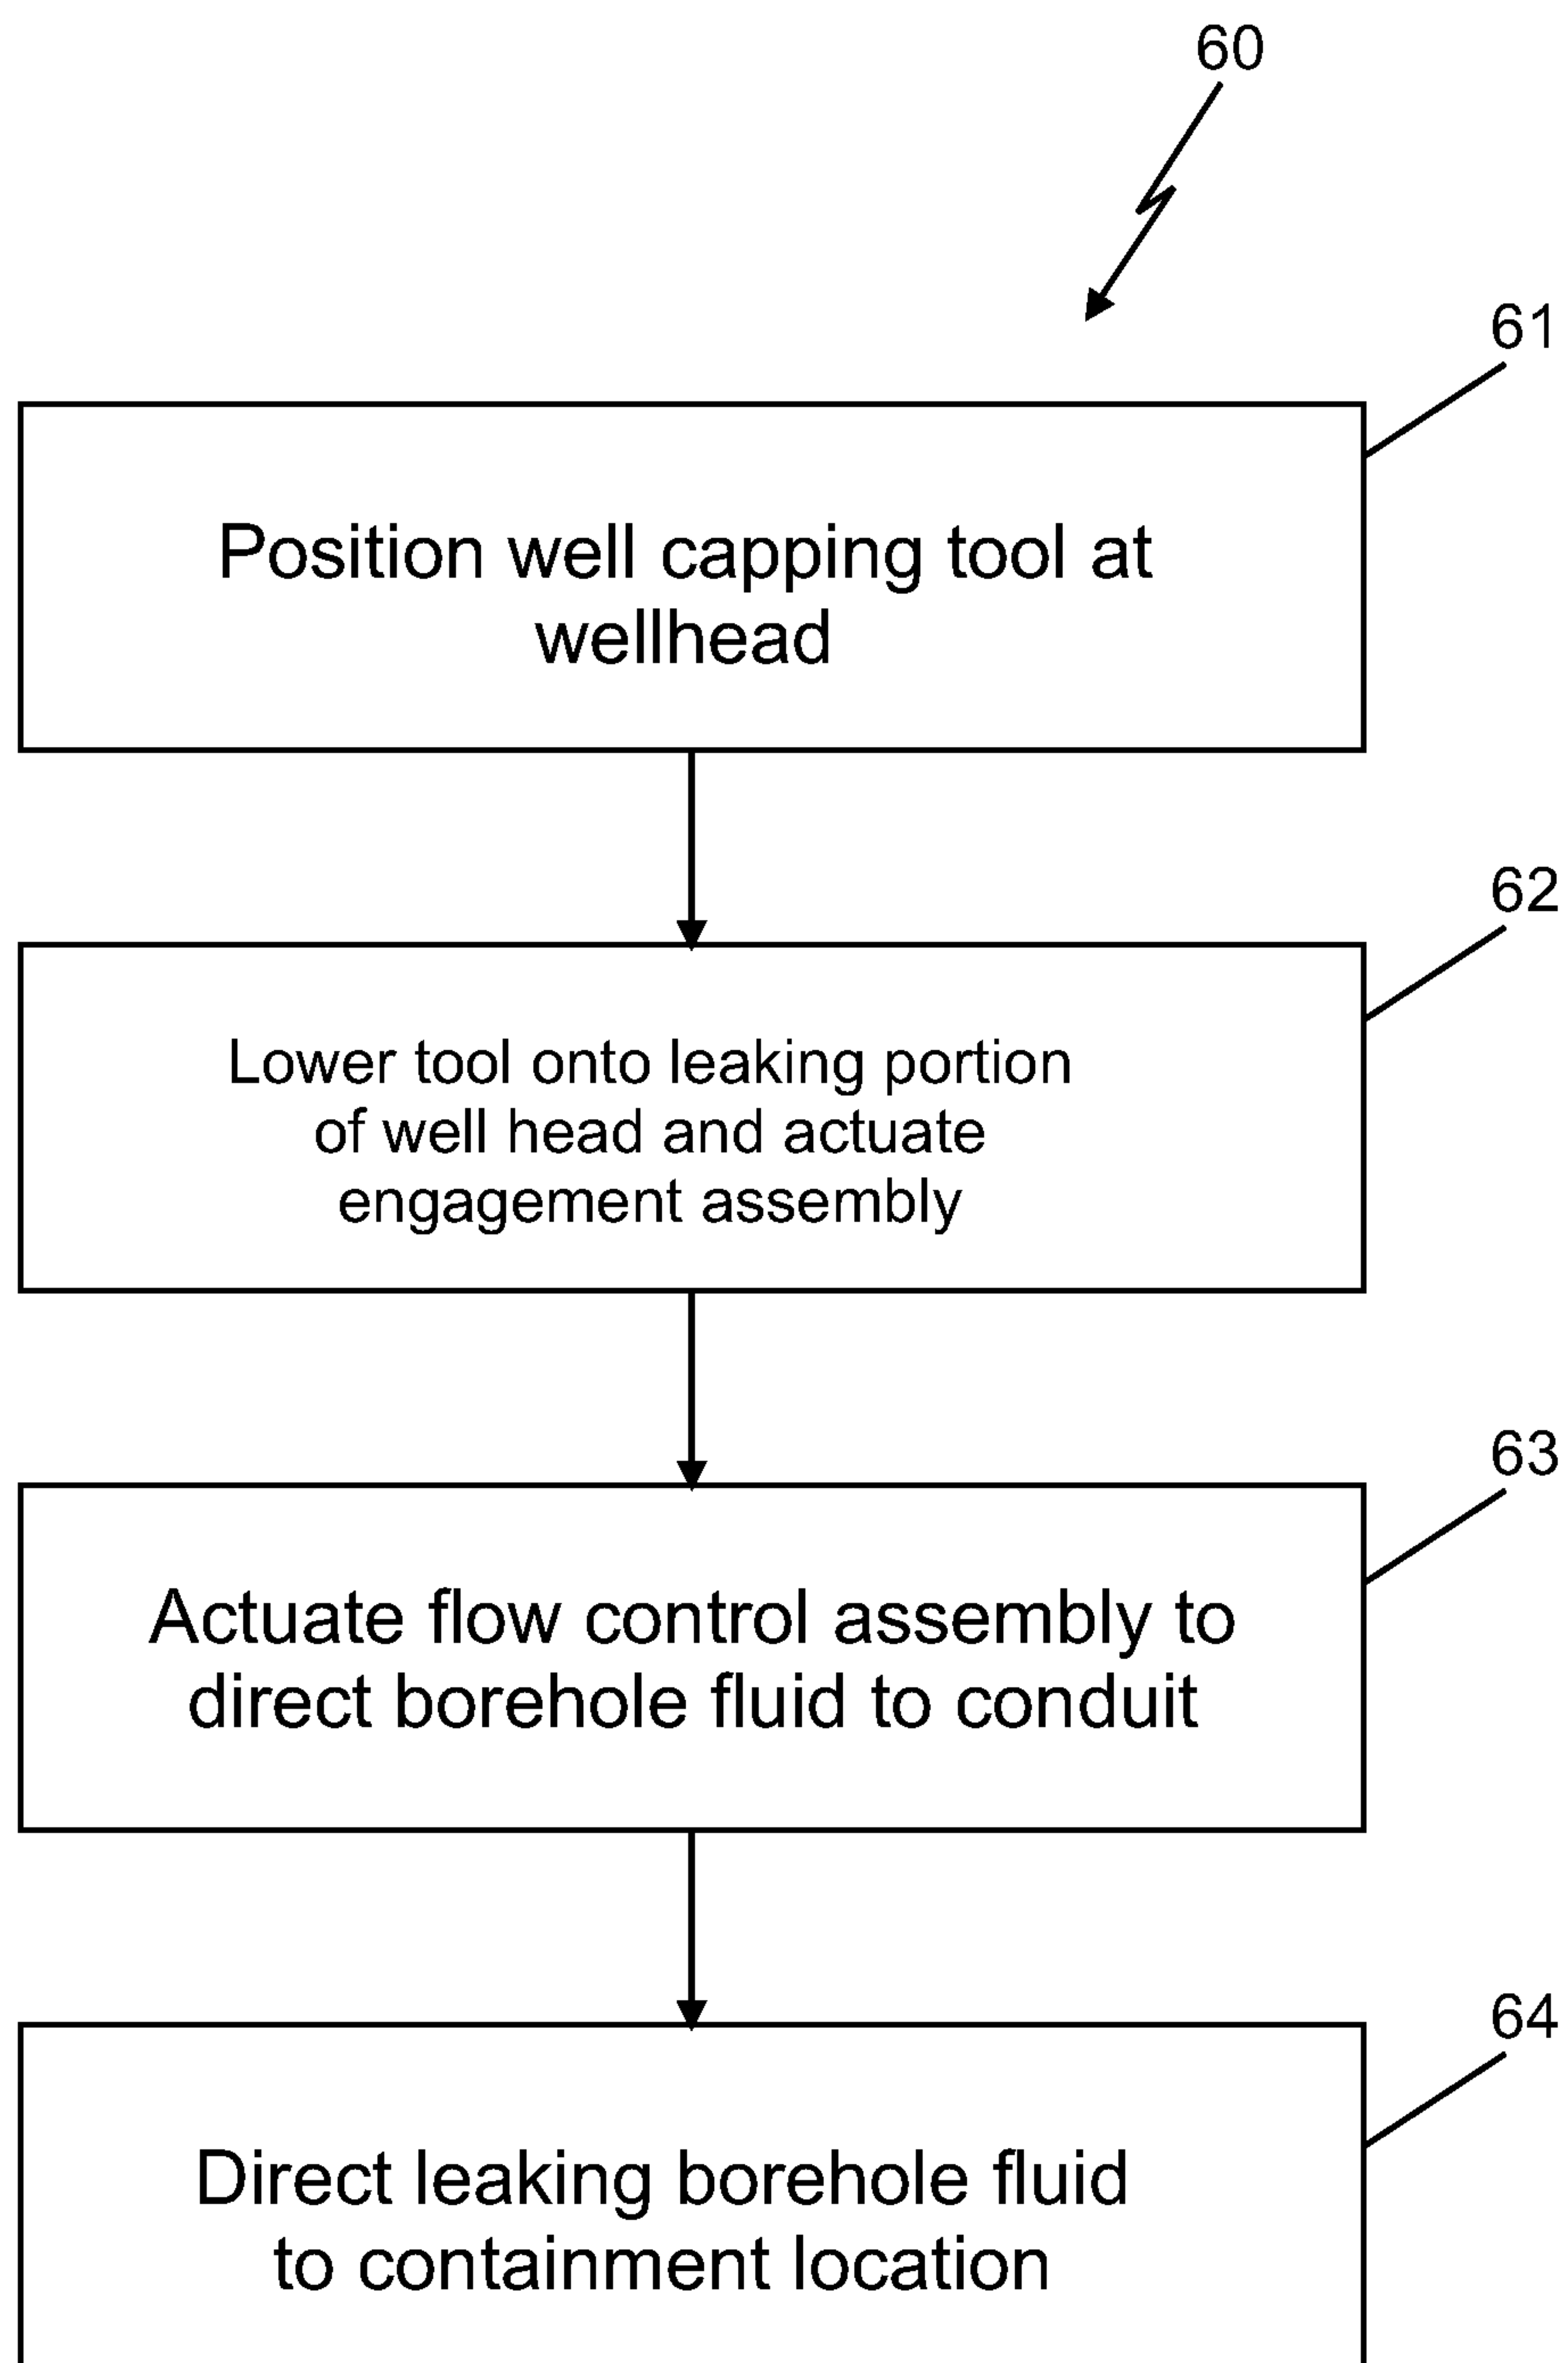 60
61
Position well capping tool at
wellhead
62
Lower tool onto leaking portion
of well head and actuate
engagement assembly
63
Actuate flow control assembly to
direct borehole fluid to conduit
64
Direct leaking borehole fluid
to containment location